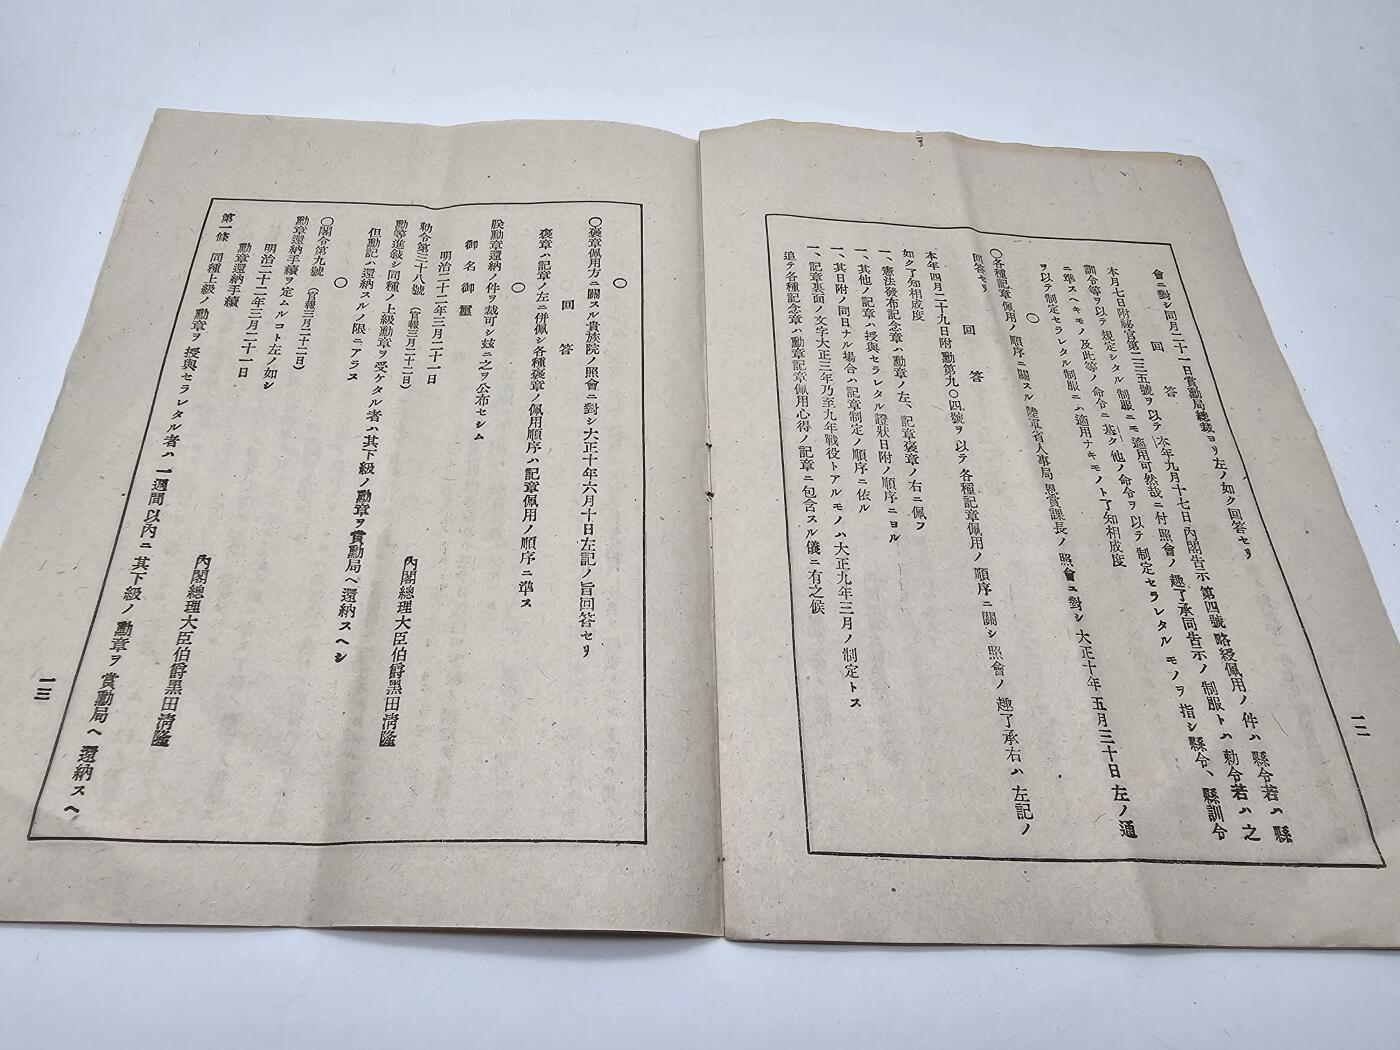 會ニ對シ同月二十一日賞勳局總裁ヨリ左ノ如ク回答セリ
回答
本月七日附祕官第二三五號ヲ以テ本年九月十七日內閣告示第四號略綬佩用ノ件ハ縣令若ハ縣
訓令等ヲ以テ規定シタル制服ニモ適用可然哉ニ付照會ノ趣了承同告示ノ制服トハ勅令若ハ之
ニ準スヘキモノ及此等ノ命令ニ基ク他ノ命令ヲ以テ制定セラレタルモノヲ指シ縣令、縣訓令
ヲ以テ制定セラレタル制服ニハ適用ナキモノト了知相成度
○
○各種記章佩用ノ順序ニ關スル陸軍省人事局恩賞課長ノ照會ニ對シ大正十年五月三十日左ノ通
回答セリ
回答
本年四月二十九日附勳第九〇四號ヲ以テ各種記章佩用ノ順序ニ關シ照會ノ趣了承右ハ左記ノ
如ク了知相成度
一、憲法發布記念章ハ勳章ノ左、記章褒章ノ右ニ佩フ
一、其他ノ記章ハ授與セラレタル證狀日附ノ順序ニヨル
一、其日附ノ同日ナル場合ハ記章制定ノ順序ニ依ル
一、記章裏面ノ文字大正三年乃至九年戰役トアルモノハ大正九年三月ノ制定トス
追テ各種記念章ハ勳章記章佩用心得ノ記章ニ包含スル儀ニ有之候
一二
○
○褒章佩用方ニ關スル貴族院ノ照會ニ對シ大正十年六月十日左記ノ旨回答セリ
回答
褒章ハ記章ノ左ニ併佩シ各種褒章ノ佩用順序ハ記章佩用ノ順序ニ準ス
○
朕勳章還納ノ件ヲ裁可シ玆ニ之ヲ公布セシム
御名御璽
明治二十二年三月二十一日
內閣總理大臣伯爵黑田淸隆
勅令第三十八號(官報三月二十二日)
勳等進敍シ同種ノ上級勳章ヲ受ケタル者ハ其下級ノ勳章ヲ賞勳局ヘ還納スヘシ
但勳記ハ還納スルノ限ニアラス
○
○閣令第九號(官報三月二十二日)
勳章還納手續ヲ定ムルコト左ノ如シ
明治二十二年三月二十一日
內閣總理大臣伯爵黑田淸隆
勳章還納手續
第一條 同種上級ノ勳章ヲ授與セラレタル者ハ一週間以內ニ其下級ノ勳章ヲ賞勳局ヘ還納スヘ
一三